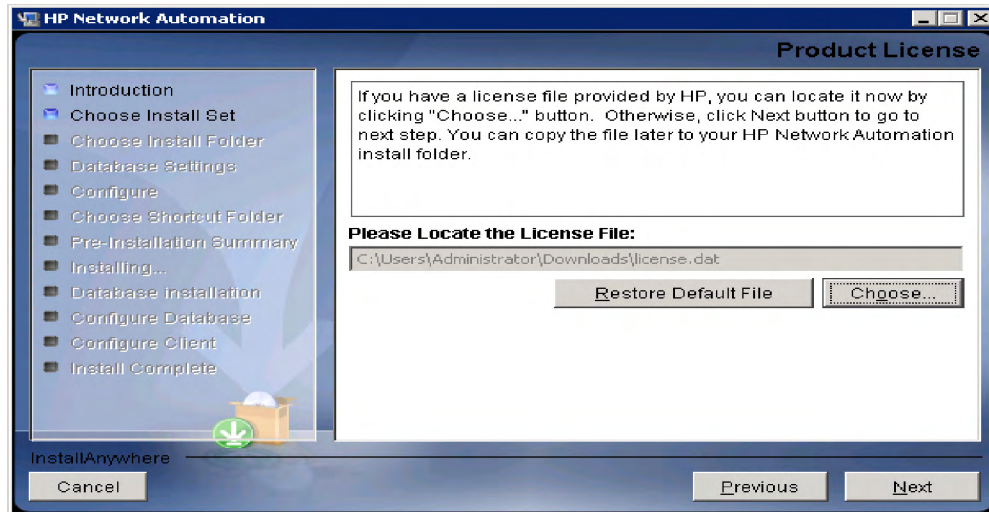 HP Network Automation
Product License
Introduction
Choose Install Set
Choose Install Folder
Database Settings
Configure
Choose Shortcut Folder
Pre-Installation Summary
Installing...
Database installation
Configure Database
Configure Client
Install Complete
If you have a license file provided by HP, you can locate it now by
clicking "Choose..." button. Otherwise, click Next button to go to
next step. You can copy the file later to your HP Network Automation
install folder.
Please Locate the License File:
C:\Users\Administrator\Downloads\license.dat
Restore Default File
Choose...
InstallAnywhere
Cancel
Previous
Next